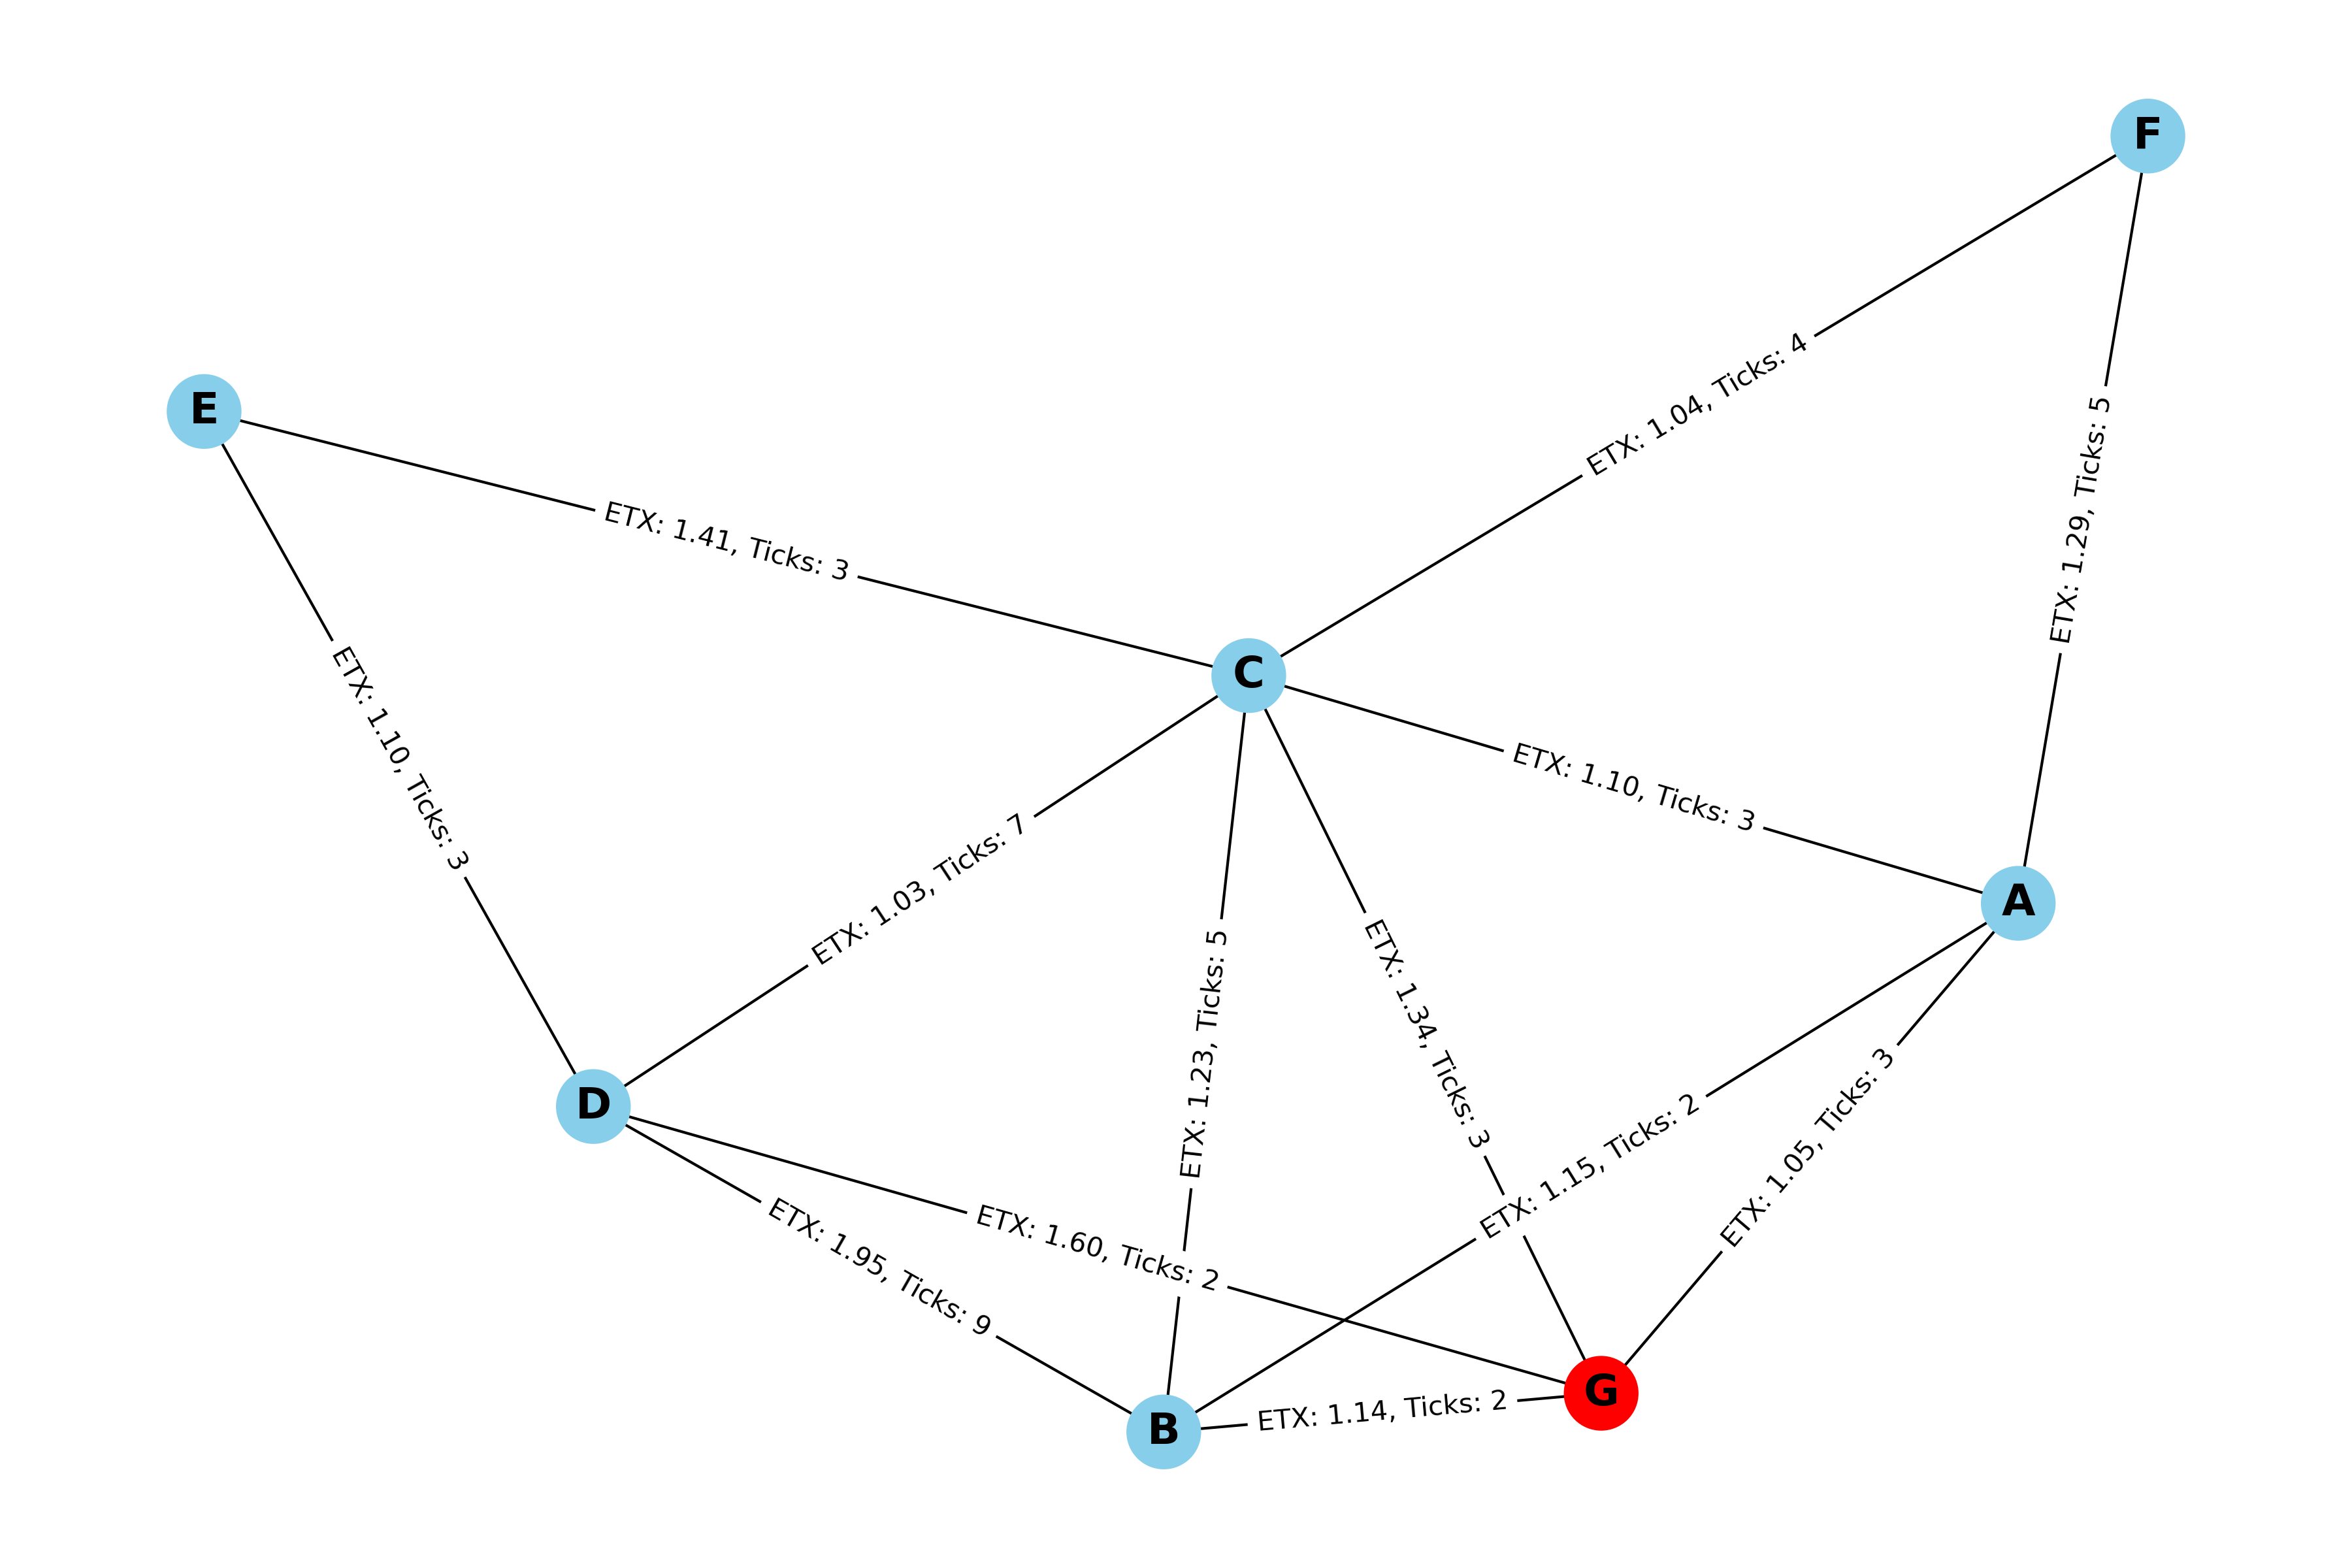 F
E
ETX: 1.04, Ticks: 4
ETX: 1.29, Ticks: 5
ETX: 1.41, Ticks: 3
C
ETX: 1.10, Ticks: 3
ETX: 1.10, Ticks: 3
ETX: 1.03, Ticks: 7
A
ETX: 1.23, Ticks: 5
ETX: 1.34, Ticks: 3
D
ETX: 1.15, Ticks: 2
ETX: 1.05, Ticks: 3
ETX: 1.60, Ticks: 2
ETX: 1.95, Ticks: 9
G
ETX: 1.14, Ticks: 2
B